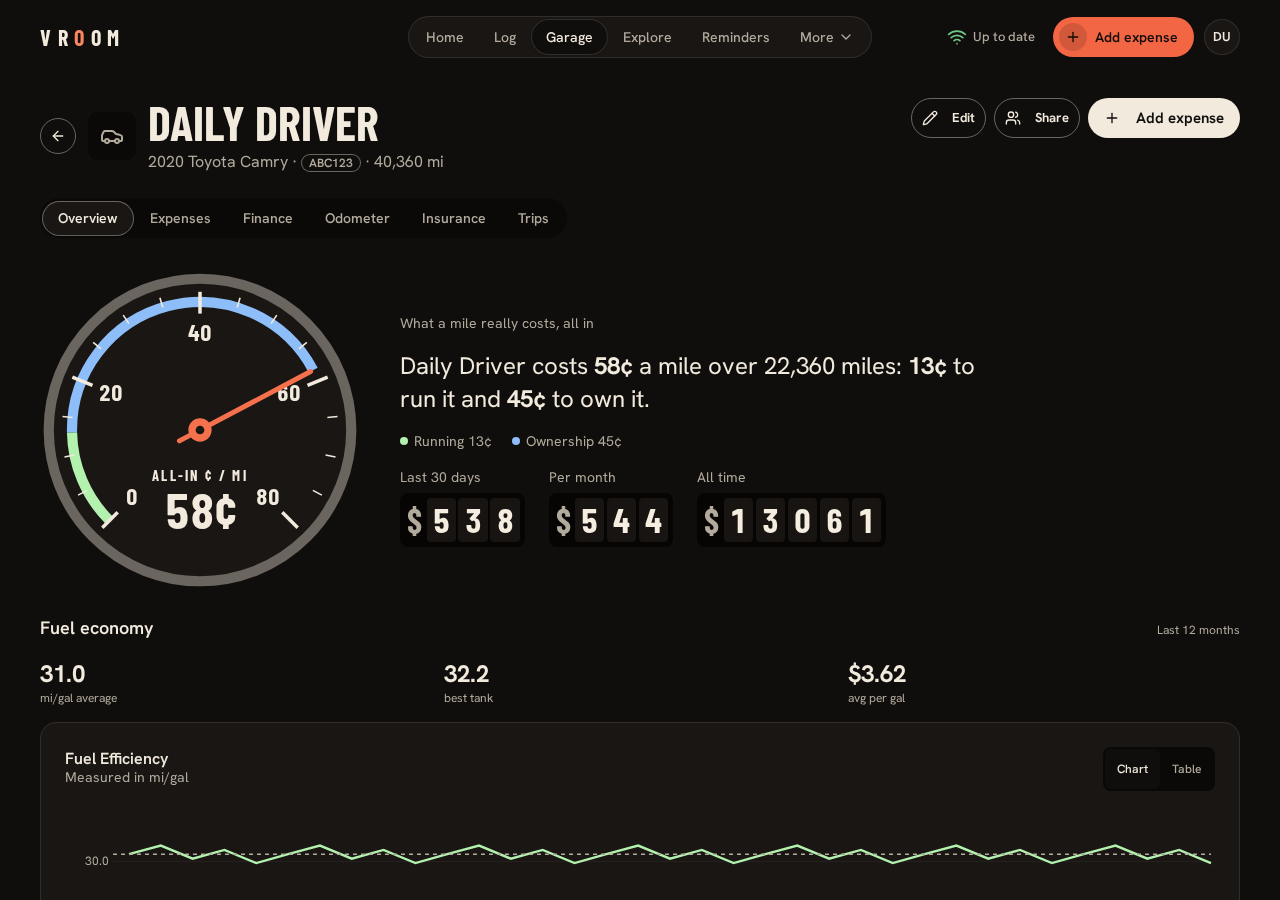 VROOM
Home Log Garage Explore Reminders More
Up to date
Add expense
DU
DAILY DRIVER
2020 Toyota Camry · ABC123 · 40,360 mi
Edit Share Add expense
Overview Expenses Finance Odometer Insurance Trips
40
20 60
0 80
ALL-IN ¢ / MI
58¢
What a mile really costs, all in
Daily Driver costs 58¢ a mile over 22,360 miles: 13¢ to
run it and 45¢ to own it.
Running 13¢ Ownership 45¢
Last 30 days Per month All time
$538 $544 $13061
Fuel economy
Last 12 months
31.0 32.2 $3.62
mi/gal average best tank avg per gal
Fuel Efficiency
Measured in mi/gal
Chart Table
30.0